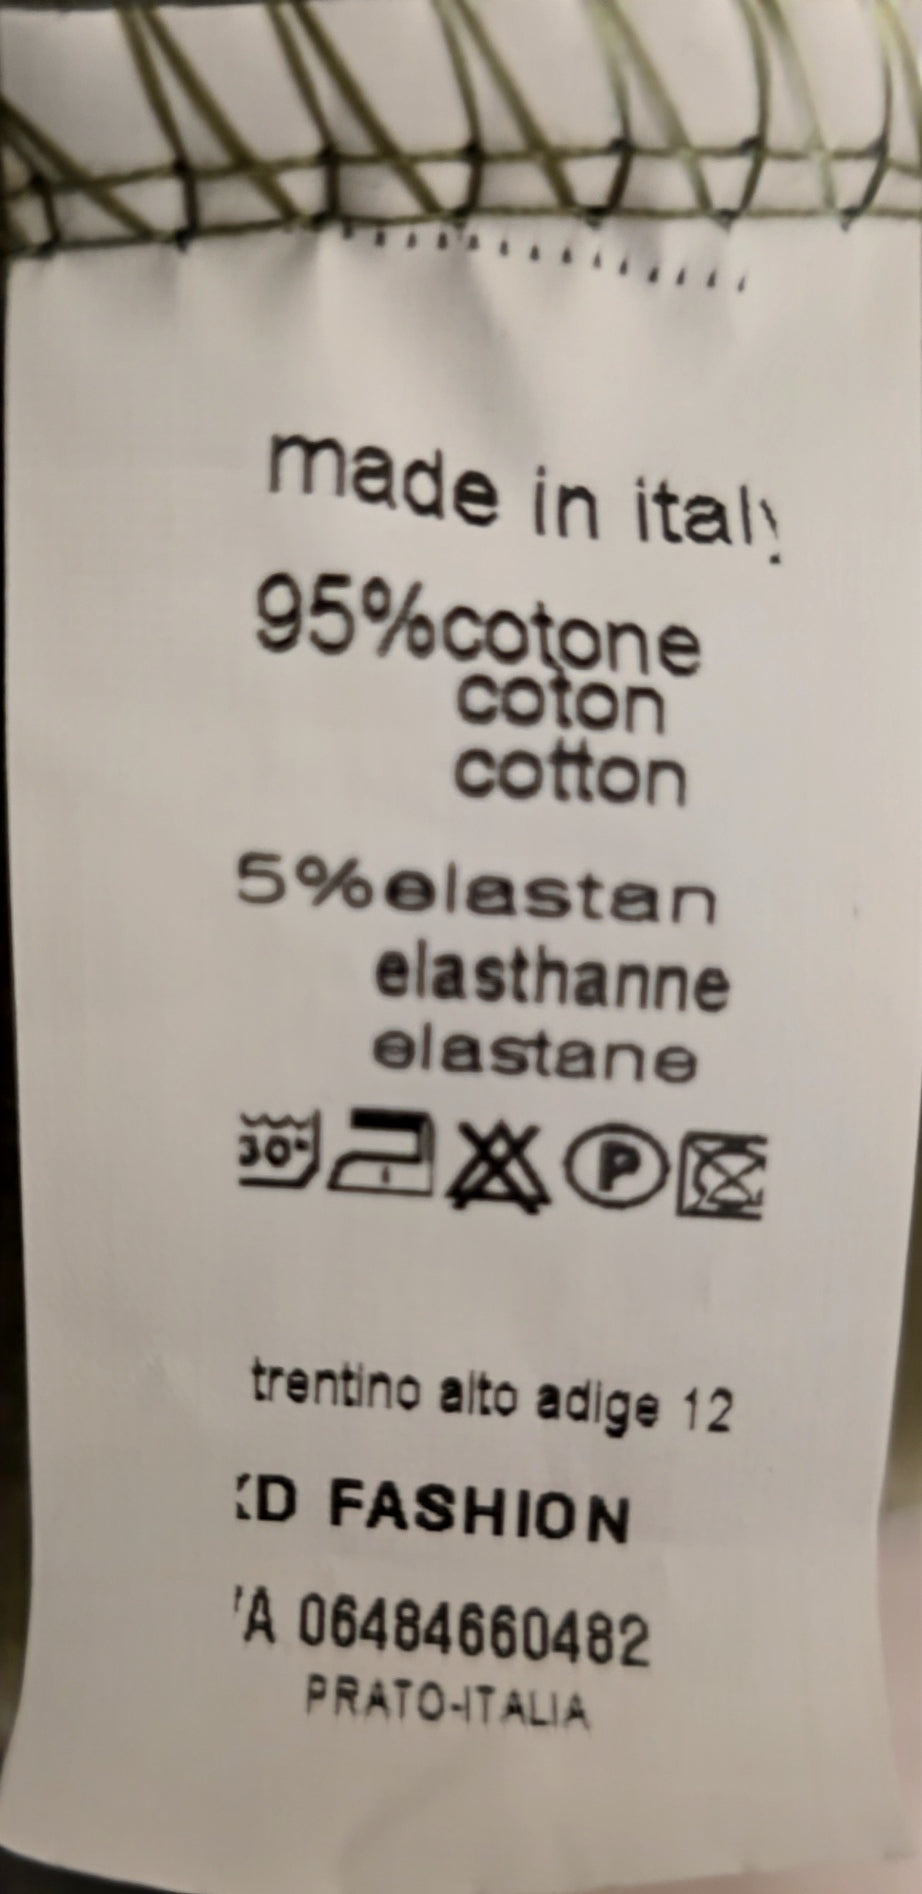 made in italy
95%cotone
coton
cotton
5%elastan
elasthanne
elastane
30°
P
trentino alto adige 12
FASHION
06484660482
PRATO-ITALIA